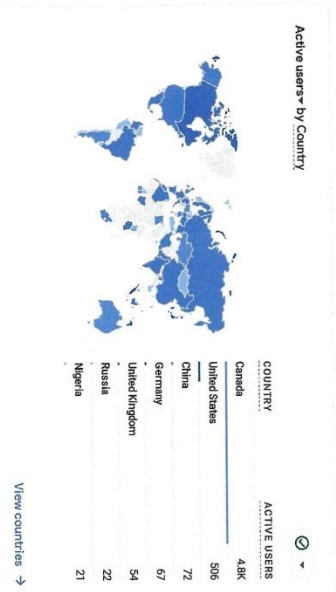 Active users▾ by Country
COUNTRY ACTIVE USERS
Canada 4.8K
United States 506
China 72
Germany 67
United Kingdom 54
Russia 22
Nigeria 21
View countries →